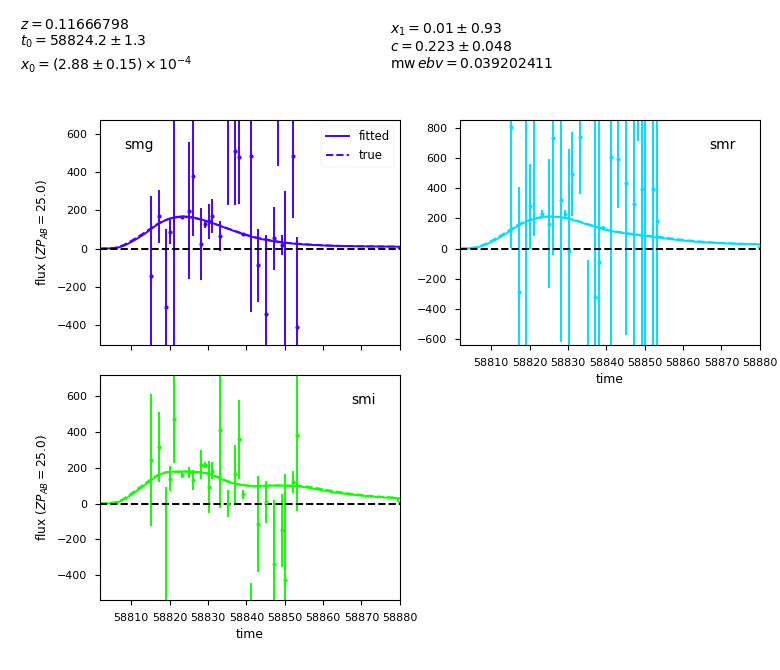 z = 0.11666798
t₀ = 58824.2 ± 1.3
x₀ = (2.88 ± 0.15) × 10⁻⁴
x₁ = 0.01 ± 0.93
c = 0.223 ± 0.048
mw ebv = 0.039202411
smg
fitted
true
600
400
200
0
−200
−400
flux (ZP_AB = 25.0)
smr
800
600
400
200
0
−200
−400
−600
58810 58820 58830 58840 58850 58860 58870 58880
time
smi
600
400
200
0
−200
−400
flux (ZP_AB = 25.0)
58810 58820 58830 58840 58850 58860 58870 58880
time